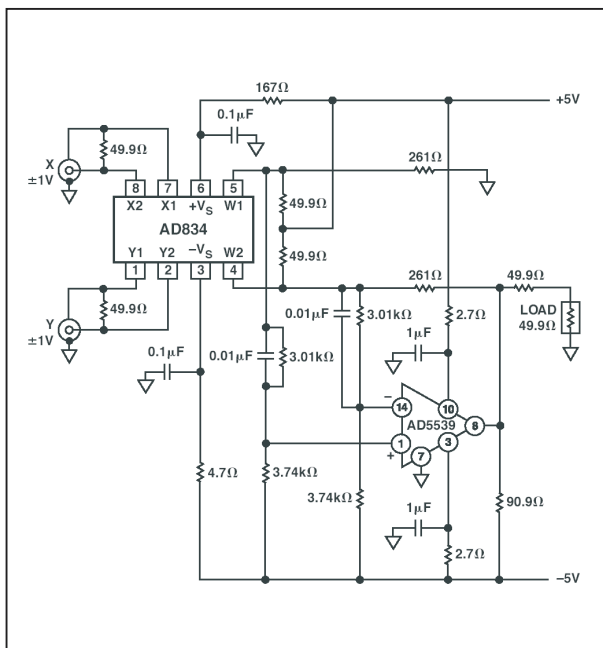 167Ω
+5V
0.1μF
49.9Ω
X
±1V
261Ω
8 7 6 5
X2 X1 +VS W1
49.9Ω
AD834
49.9Ω
Y1 Y2 −VS W2
1 2 3 4
261Ω
49.9Ω
49.9Ω
Y
±1V
0.01μF
3.01kΩ
2.7Ω
LOAD
49.9Ω
0.1μF
0.01μF
3.01kΩ
1μF
−
14
10
AD5539
8
1
+
3
7
4.7Ω
3.74kΩ
3.74kΩ
1μF
90.9Ω
2.7Ω
−5V